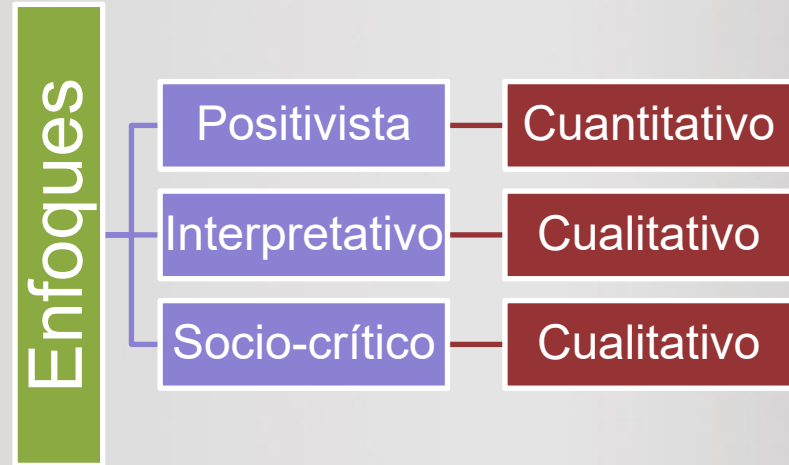 Enfoques
Positivista
Cuantitativo
Interpretativo
Cualitativo
Socio-crítico
Cualitativo